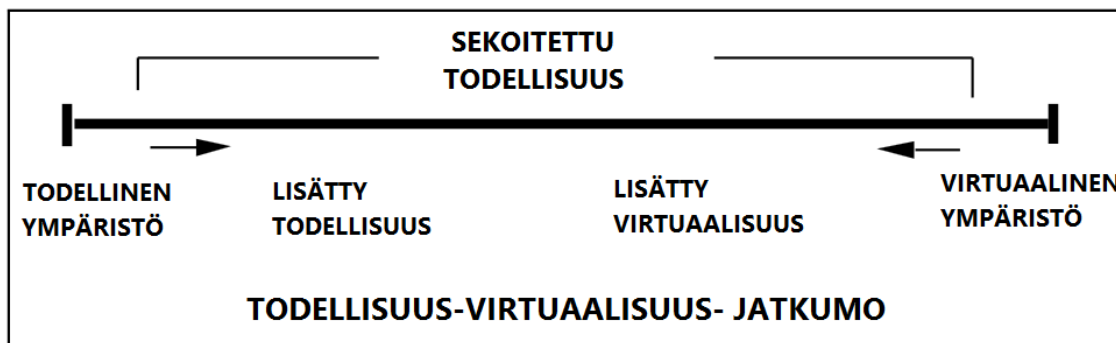 SEKOITETTU
TODELLISUUS
TODELLINEN
YMPÄRISTÖ
LISÄTTY
TODELLISUUS
LISÄTTY
VIRTUAALISUUS
VIRTUAALINEN
YMPÄRISTÖ
TODELLISUUS-VIRTUAALISUUS- JATKUMO